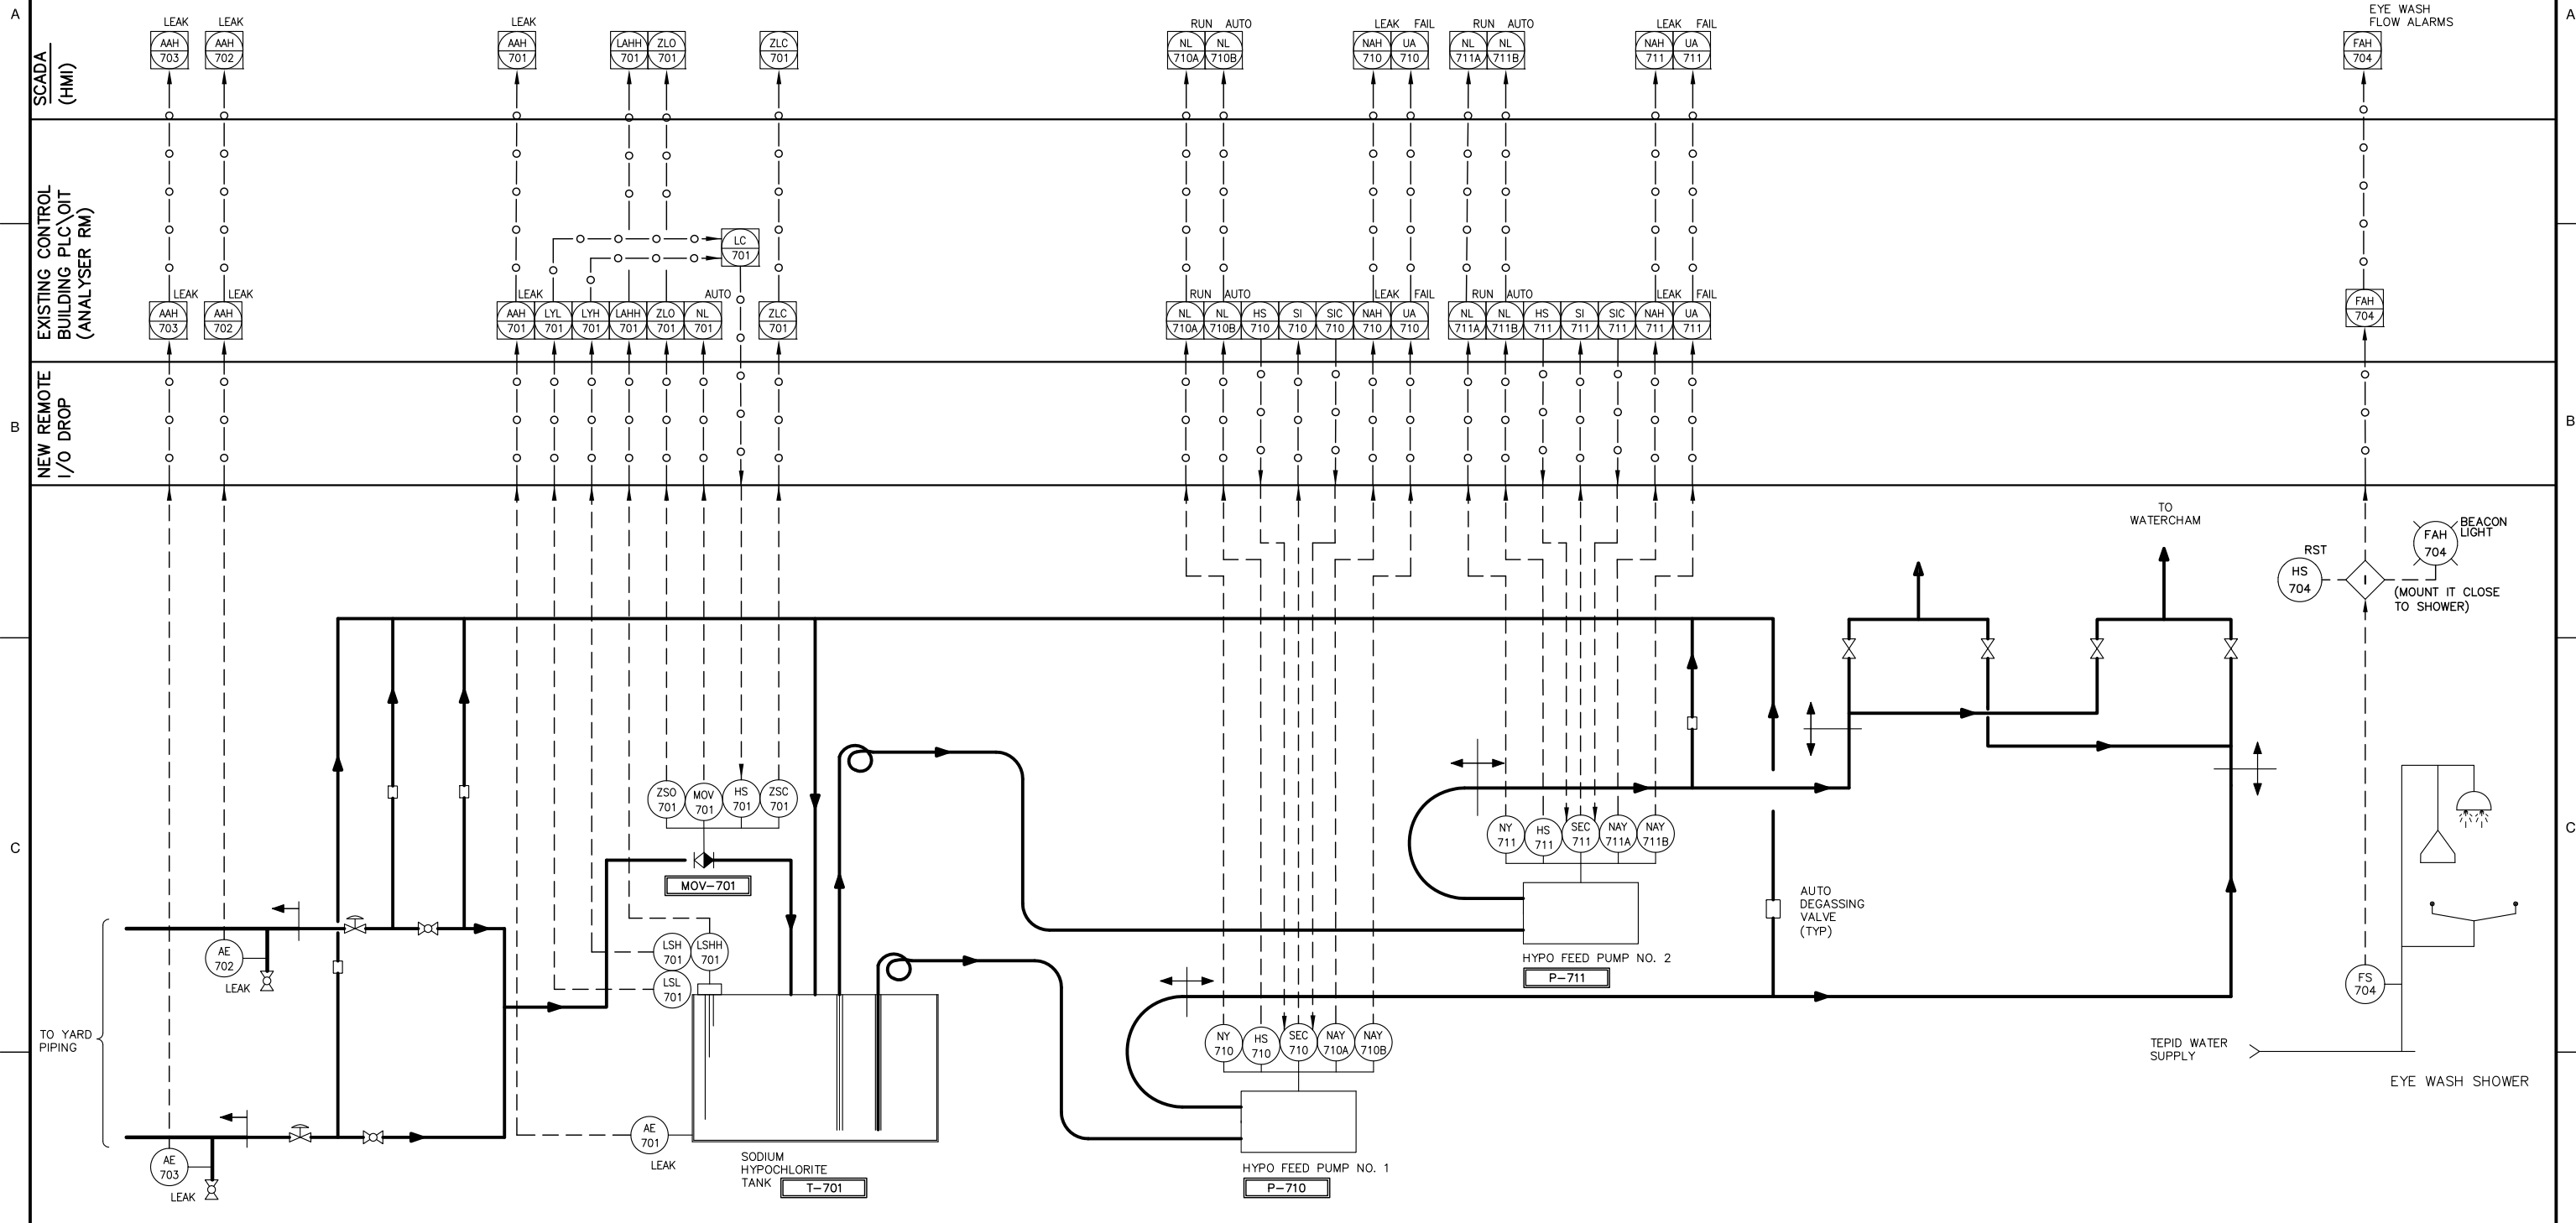 A
A
SCADA
(HMI)
LEAK
LEAK
LEAK
RUN AUTO
LEAK FAIL
RUN AUTO
LEAK FAIL
EYE WASH
FLOW ALARMS
AAH
703
AAH
702
AAH
701
LAHH
701
ZLO
701
ZLC
701
NL
710A
NL
710B
NAH
710
UA
710
NL
711A
NL
711B
NAH
711
UA
711
FAH
704
EXISTING CONTROL
BUILDING PLC\OIT
(ANALYSER RM)
LC
701
LEAK
LEAK
LEAK
AUTO
RUN AUTO
LEAK FAIL
RUN AUTO
LEAK FAIL
AAH
703
AAH
702
AAH
701
LYL
701
LYH
701
LAHH
701
ZLO
701
NL
701
ZLC
701
NL
710A
NL
710B
HS
710
SI
710
SIC
710
NAH
710
UA
710
NL
711A
NL
711B
HS
711
SI
711
SIC
711
NAH
711
UA
711
FAH
704
B
B
NEW REMOTE
I/O DROP
TO
WATERCHAM
RST
HS
704
I
FAH
704
BEACON
LIGHT
(MOUNT IT CLOSE
TO SHOWER)
C
C
ZSO
701
MOV
701
HS
701
ZSC
701
MOV-701
NY
711
HS
711
SEC
711
NAY
711A
NAY
711B
AUTO
DEGASSING
VALVE
(TYP)
AE
702
LEAK
LSH
701
LSHH
701
LSL
701
HYPO FEED PUMP NO. 2
P-711
FS
704
TO YARD
PIPING
NY
710
HS
710
SEC
710
NAY
710A
NAY
710B
TEPID WATER
SUPPLY
EYE WASH SHOWER
AE
701
LEAK
AE
703
LEAK
SODIUM
HYPOCHLORITE
TANK
T-701
HYPO FEED PUMP NO. 1
P-710